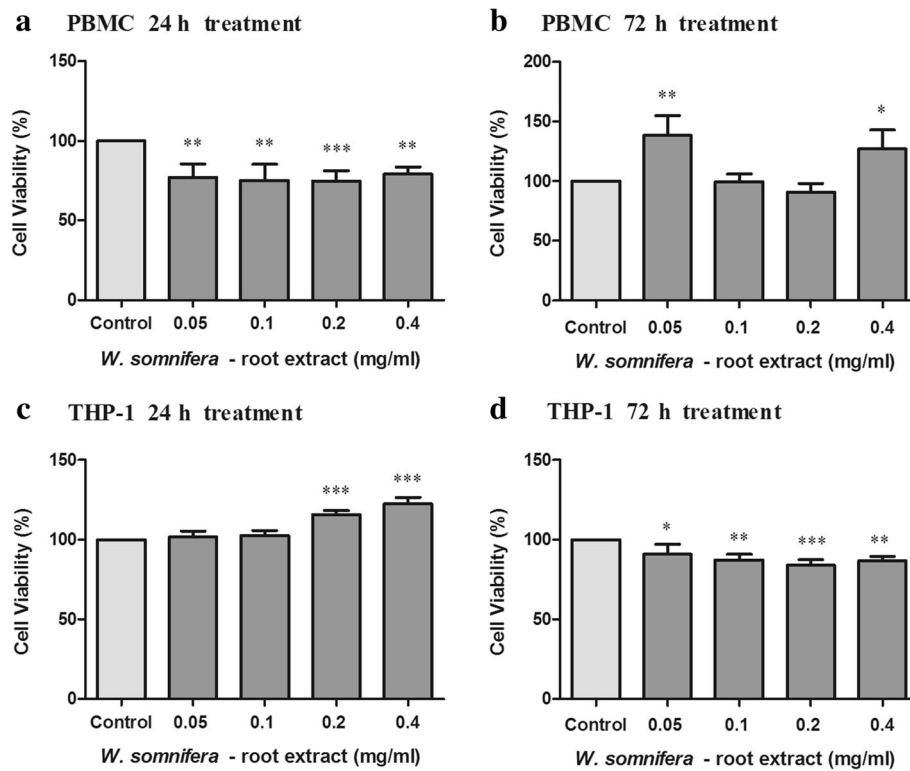 a PBMC 24 h treatment
150
100
50
0
Cell Viability (%)
** ** *** **
Control 0.05 0.1 0.2 0.4
W. somnifera - root extract (mg/ml)
b PBMC 72 h treatment
200
150
100
50
0
Cell Viability (%)
** *
Control 0.05 0.1 0.2 0.4
W. somnifera - root extract (mg/ml)
c THP-1 24 h treatment
150
100
50
0
Cell Viability (%)
*** ***
Control 0.05 0.1 0.2 0.4
W. somnifera - root extract (mg/ml)
d THP-1 72 h treatment
150
100
50
0
Cell Viability (%)
* ** *** **
Control 0.05 0.1 0.2 0.4
W. somnifera - root extract (mg/ml)